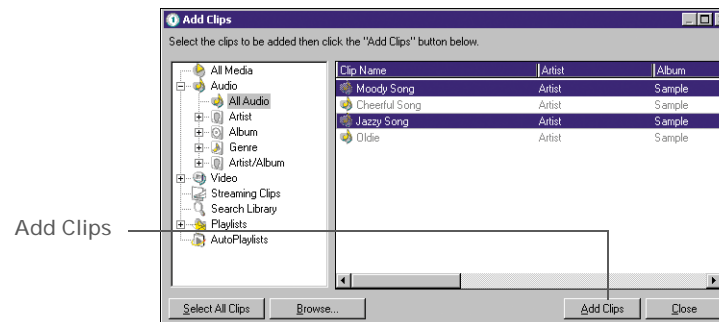 Add Clips
Select the clips to be added then click the "Add Clips" button below.
All Media
Audio
All Audio
Artist
Album
Genre
Artist/Album
Video
Streaming Clips
Search Library
Playlists
AutoPlaylists
Clip Name Artist Album
Moody Song Artist Sample
Cheerful Song Artist Sample
Jazzy Song Artist Sample
Oldie Artist Sample
Add Clips
Select All Clips Browse... Add Clips Close